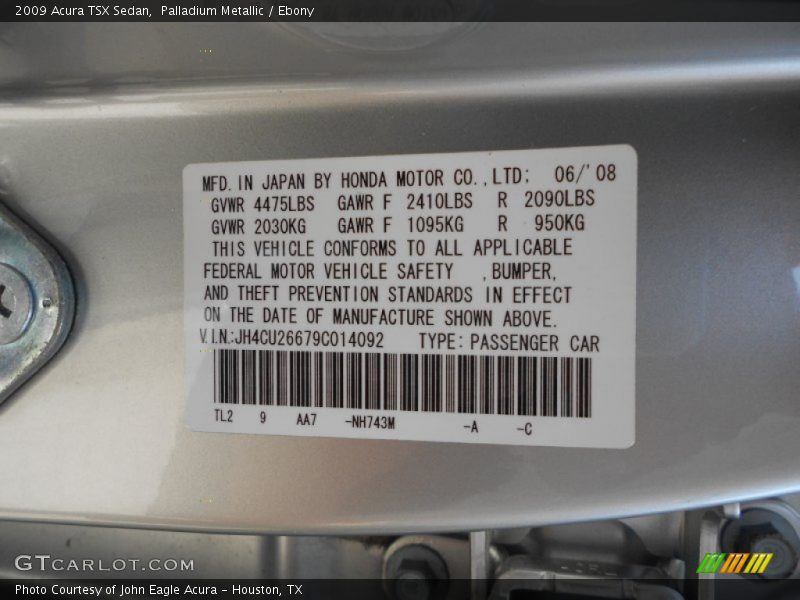 2009 Acura TSX Sedan, Palladium Metallic / Ebony
MFD. IN JAPAN BY HONDA MOTOR CO., LTD: 06/'08
GVWR 4475LBS GAWR F 2410LBS R 2090LBS
GVWR 2030KG GAWR F 1095KG R 950KG
THIS VEHICLE CONFORMS TO ALL APPLICABLE
FEDERAL MOTOR VEHICLE SAFETY ,BUMPER,
AND THEFT PREVENTION STANDARDS IN EFFECT
ON THE DATE OF MANUFACTURE SHOWN ABOVE.
V.I.N.:JH4CU26679C014092 TYPE: PASSENGER CAR
TL2 9 AA7 -NH743M -A -C
GTCARLOT.COM
Photo Courtesy of John Eagle Acura - Houston, TX